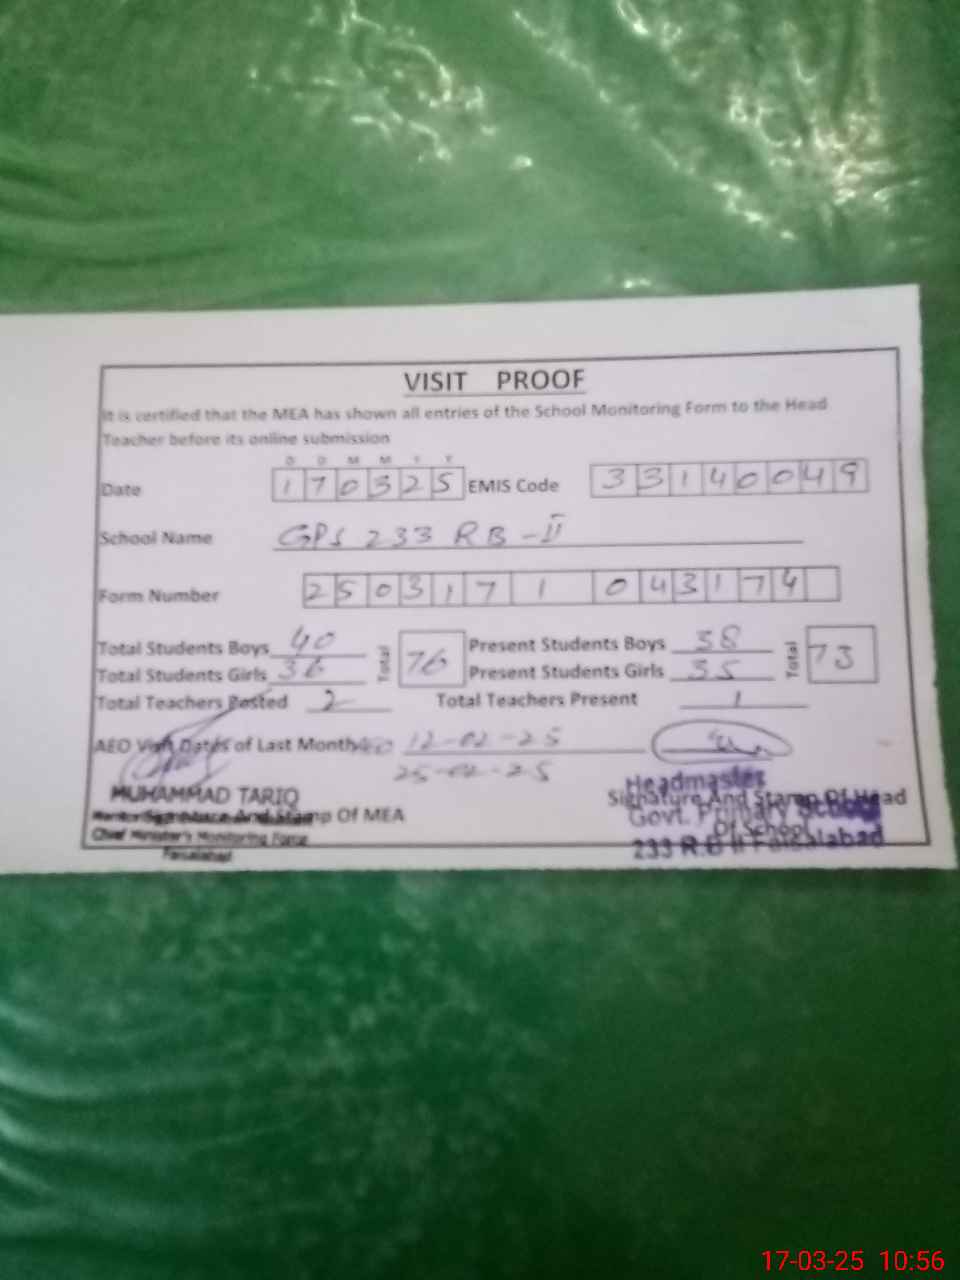 VISIT PROOF
It is certified that the MEA has shown all entries of the School Monitoring Form to the Head
Teacher before its online submission
D D M M Y Y
Date 170325 EMIS Code 33140049
School Name GPS 233 RB-II
Form Number 250317 1 043174
Total Students Boys 40 Total 76 Present Students Boys 38 Total 73
Total Students Girls 36 Present Students Girls 35
Total Teachers Posted 2 Total Teachers Present 1
AEO Visit Dates of Last Month 12-02-25
25-02-25
MUHAMMAD TARIQ
Signature And Stamp Of MEA
Chief Minister's Monitoring Force
Faisalabad
Headmaster
Signature And Stamp Of Head
Govt. Primary School
Of School
233 R.B II Faisalabad
17-03-25 10:56